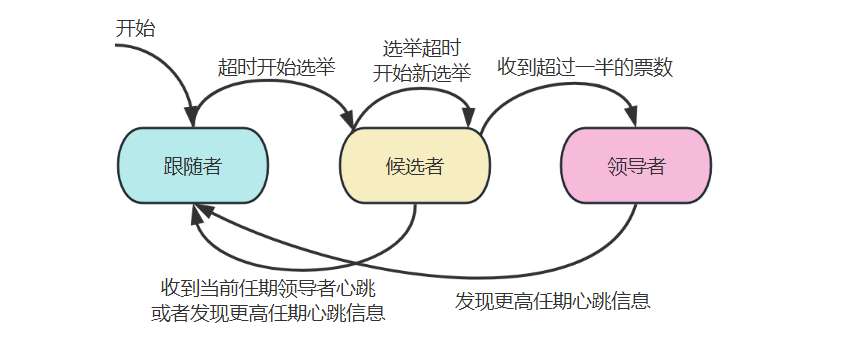 开始
超时开始选举
选举超时
开始新选举
收到超过一半的票数
跟随者
候选者
领导者
收到当前任期领导者心跳
或者发现更高任期心跳信息
发现更高任期心跳信息